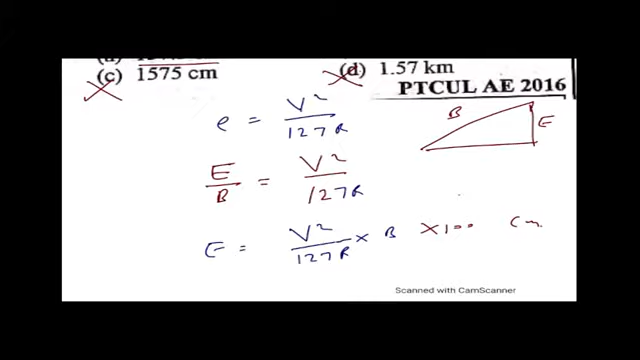 (c) 1575 cm (d) 1.57 km
PTCUL AE 2016
e = V²/127R
B
E
E/B = V²/127R
E = V²/127R × B × 100 cm
Scanned with CamScanner